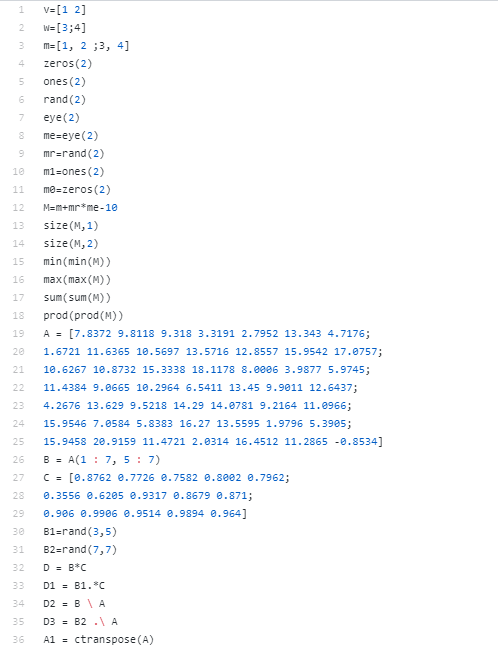 1 v=[1 2]
2 w=[3;4]
3 m=[1, 2 ;3, 4]
4 zeros(2)
5 ones(2)
6 rand(2)
7 eye(2)
8 me=eye(2)
9 mr=rand(2)
10 m1=ones(2)
11 m0=zeros(2)
12 M=m+mr*me-10
13 size(M,1)
14 size(M,2)
15 min(min(M))
16 max(max(M))
17 sum(sum(M))
18 prod(prod(M))
19 A = [7.8372 9.8118 9.318 3.3191 2.7952 13.343 4.7176;
20 1.6721 11.6365 10.5697 13.5716 12.8557 15.9542 17.0757;
21 10.6267 10.8732 15.3338 18.1178 8.0006 3.9877 5.9745;
22 11.4384 9.0665 10.2964 6.5411 13.45 9.9011 12.6437;
23 4.2676 13.629 9.5218 14.29 14.0781 9.2164 11.0966;
24 15.9546 7.0584 5.8383 16.27 13.5595 1.9796 5.3905;
25 15.9458 20.9159 11.4721 2.0314 16.4512 11.2865 -0.8534]
26 B = A(1 : 7, 5 : 7)
27 C = [0.8762 0.7726 0.7582 0.8002 0.7962;
28 0.3556 0.6205 0.9317 0.8679 0.871;
29 0.906 0.9906 0.9514 0.9894 0.964]
30 B1=rand(3,5)
31 B2=rand(7,7)
32 D = B*C
33 D1 = B1.*C
34 D2 = B \ A
35 D3 = B2 .\ A
36 A1 = ctranspose(A)